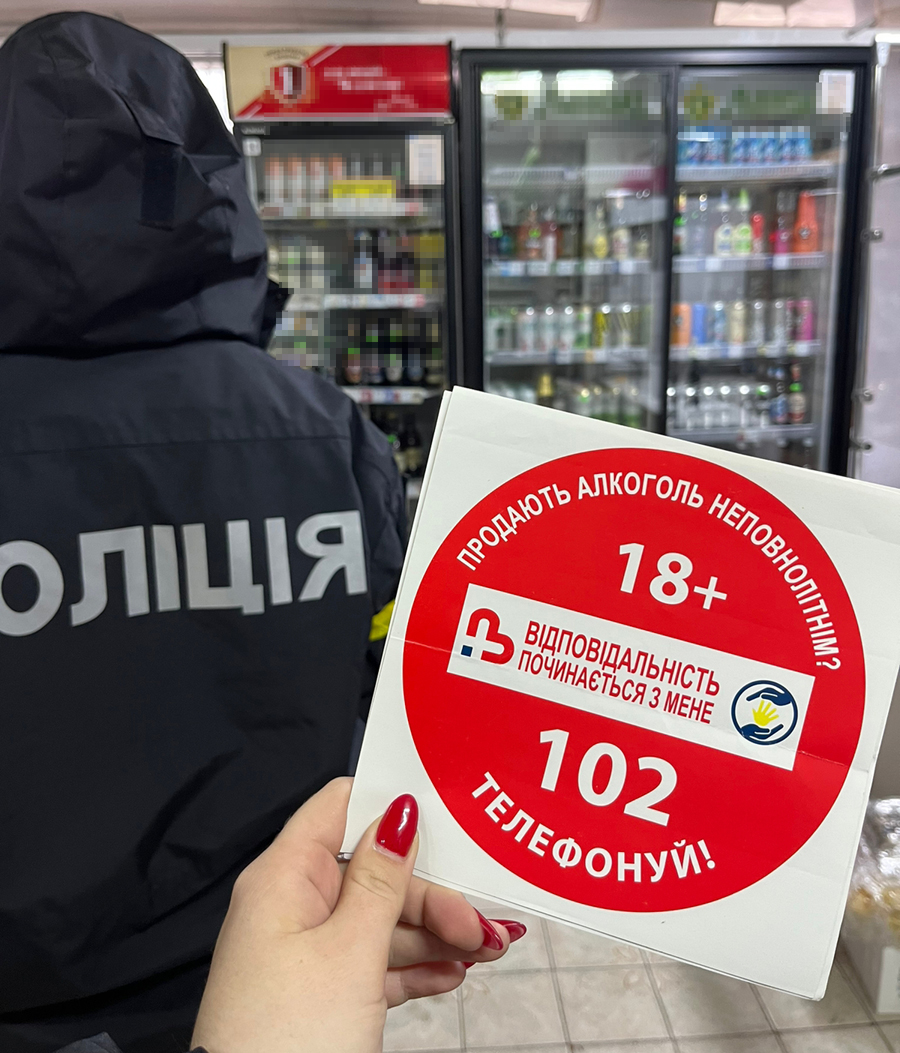 ОЛІЦІЯ
ПРОДАЮТЬ АЛКОГОЛЬ НЕПОВНОЛІТНІМ?
18+
ВІДПОВІДАЛЬНІСТЬ
ПОЧИНАЄТЬСЯ З МЕНЕ
102
ТЕЛЕФОНУЙ!